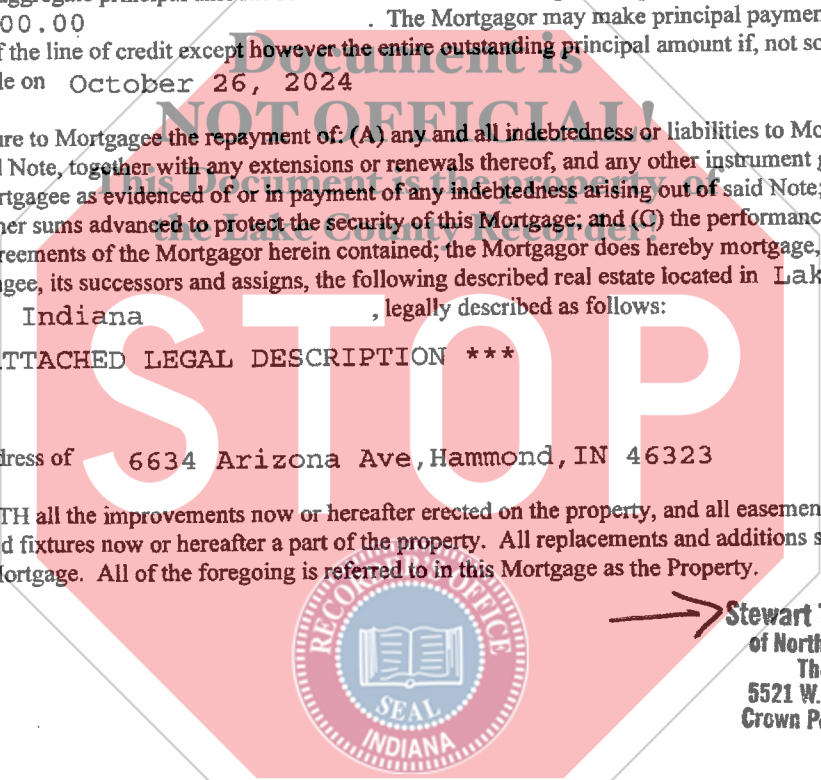 00.00 . The Mortgagor may make principal paymen
f the line of credit except however the entire outstanding principal amount if, not sc
le on October 26, 2024
Document is
NOT OFFICIAL!
This Document is the property of
the Lake County Recorder!
ure to Mortgagee the repayment of: (A) any and all indebtedness or liabilities to Mo
l Note, together with any extensions or renewals thereof, and any other instrument g
rtgagee as evidenced of or in payment of any indebtedness arising out of said Note;
her sums advanced to protect the security of this Mortgage; and (C) the performanc
reements of the Mortgagor herein contained; the Mortgagor does hereby mortgage,
gee, its successors and assigns, the following described real estate located in Lak
Indiana , legally described as follows:
ATTACHED LEGAL DESCRIPTION ***
STOP
dress of 6634 Arizona Ave,Hammond,IN 46323
TH all the improvements now or hereafter erected on the property, and all easemen
d fixtures now or hereafter a part of the property. All replacements and additions s
Mortgage. All of the foregoing is referred to in this Mortgage as the Property.
RECORDER'S OFFICE
SEAL
INDIANA
Stewart
of North
Th
5521 W.
Crown P